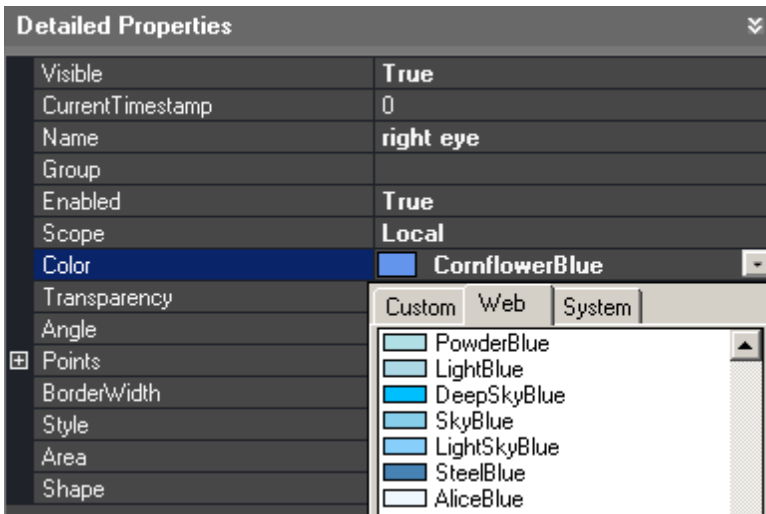 Detailed Properties
Visible True
CurrentTimestamp 0
Name right eye
Group
Enabled True
Scope Local
Color CornflowerBlue
Transparency
Custom Web System
Angle
PowderBlue
Points
LightBlue
BorderWidth
DeepSkyBlue
Style
SkyBlue
Area
LightSkyBlue
SteelBlue
Shape
AliceBlue